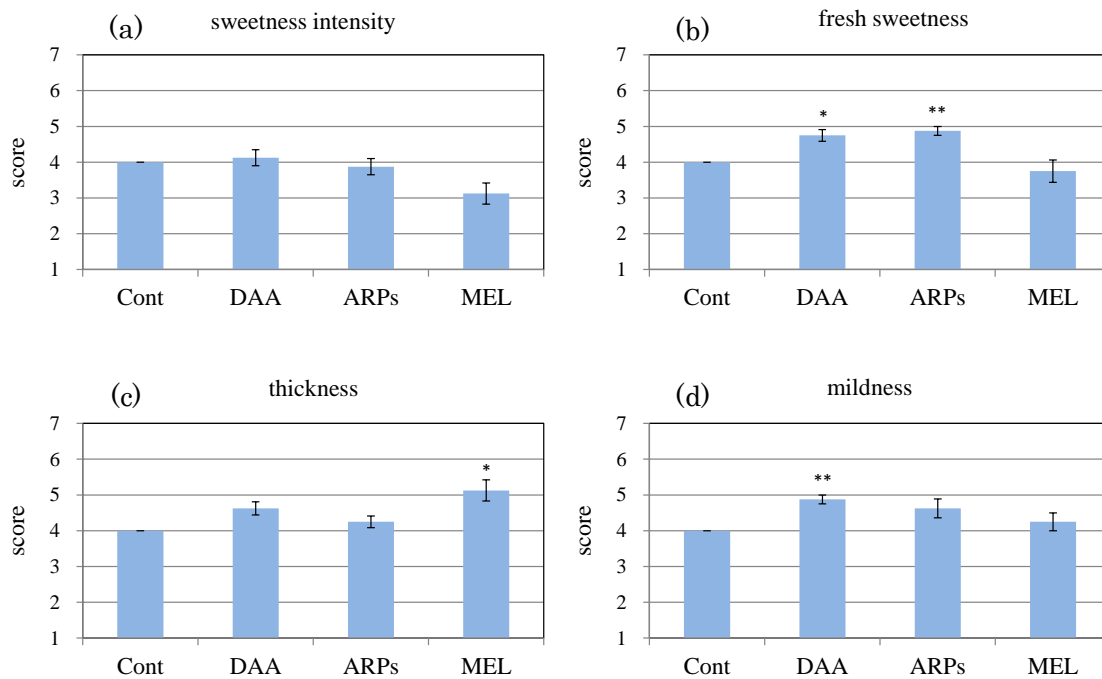 (a)
sweetness intensity
7
6
5
4
3
2
1
score
Cont DAA ARPs MEL
(b)
fresh sweetness
7
6
5
4
3
2
1
score
*
**
Cont DAA ARPs MEL
(c)
thickness
7
6
5
4
3
2
1
score
*
Cont DAA ARPs MEL
(d)
mildness
7
6
5
4
3
2
1
score
**
Cont DAA ARPs MEL